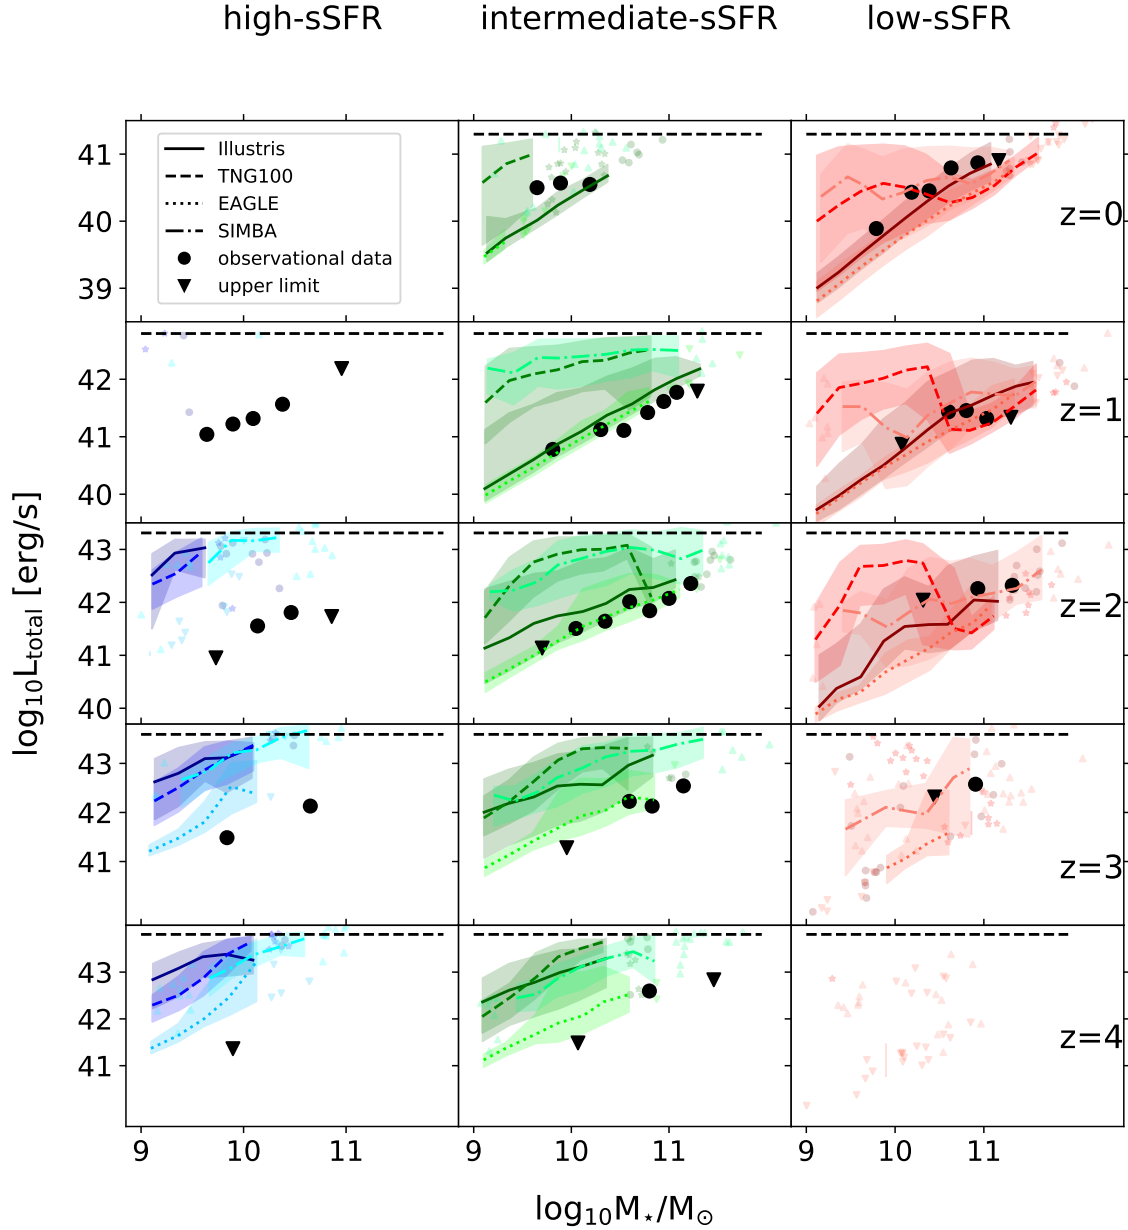 high-sSFR intermediate-sSFR low-sSFR
Illustris
TNG100
EAGLE
SIMBA
observational data
upper limit
41
40
39
z=0
42
41
40
z=1
43
42
41
40
z=2
43
42
41
z=3
43
42
41
z=4
log₁₀L_total [erg/s]
9 10 11 9 10 11 9 10 11
log₁₀M⋆/M⊙